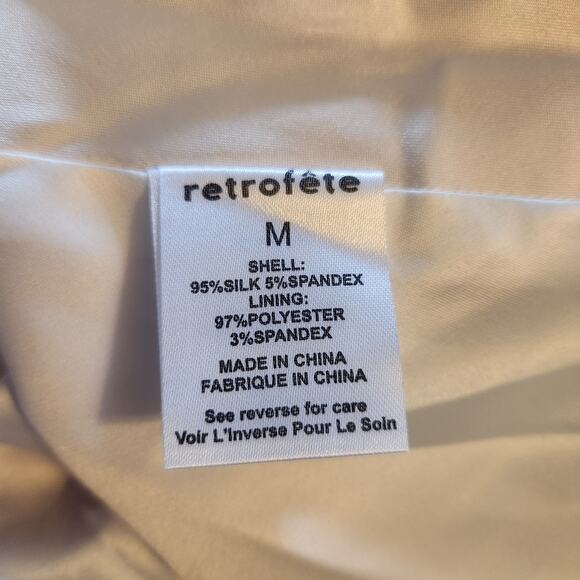 retrofête
M
SHELL:
95%SILK 5%SPANDEX
LINING:
97%POLYESTER
3%SPANDEX
MADE IN CHINA
FABRIQUE IN CHINA
See reverse for care
Voir L'Inverse Pour Le Soin